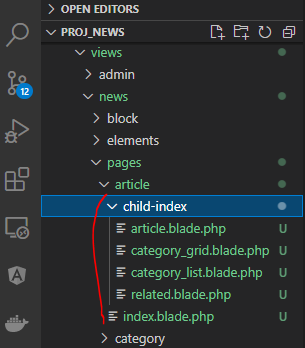 OPEN EDITORS
PROJ_NEWS
views
admin
news
block
elements
pages
article
child-index
article.blade.php U
category_grid.blade.php U
category_list.blade.php U
related.blade.php U
index.blade.php U
category
12